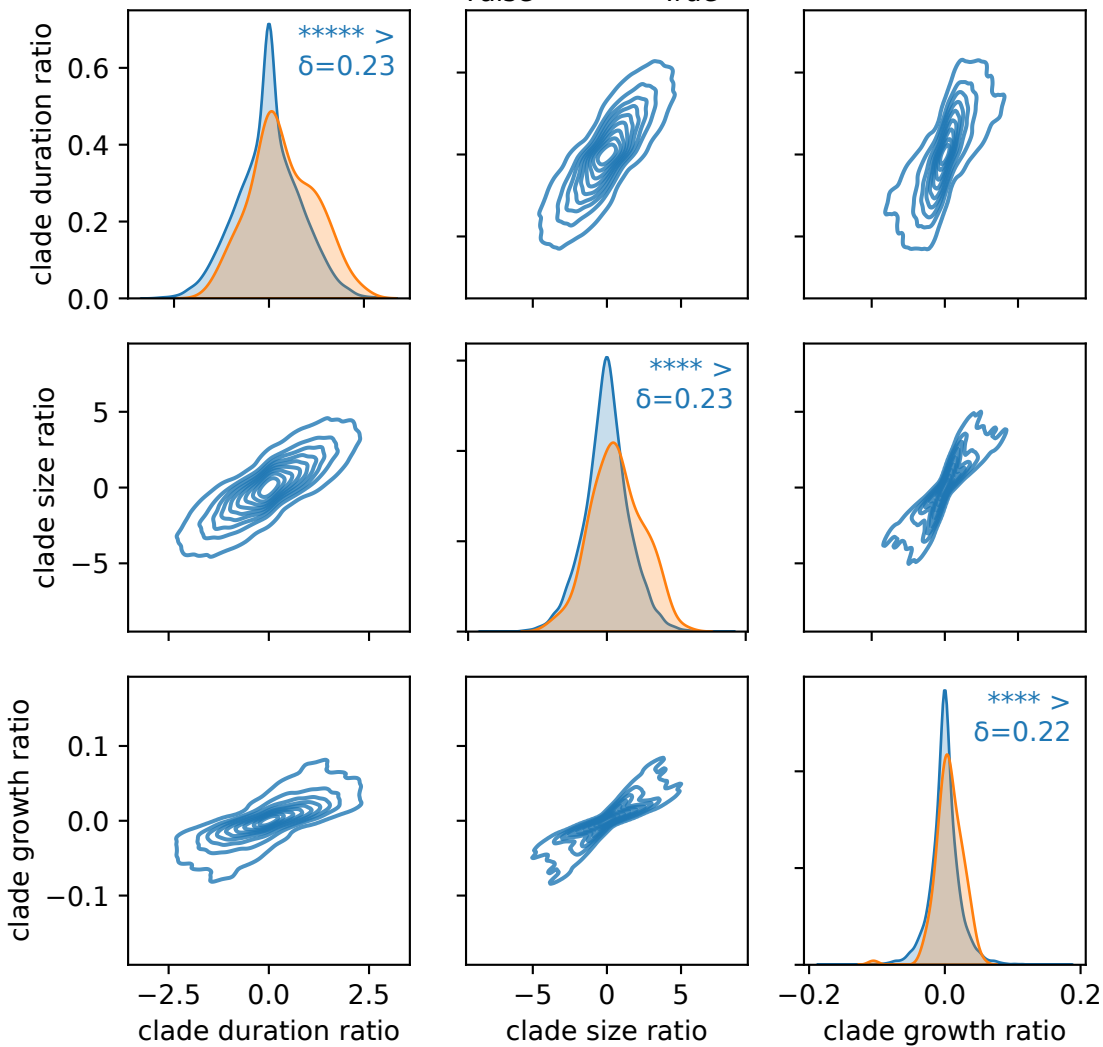 ***** >
δ=0.23
clade duration ratio
0.6
0.4
0.2
0.0
**** >
δ=0.23
clade size ratio
5
0
−5
**** >
δ=0.22
clade growth ratio
0.1
0.0
−0.1
−2.5 0.0 2.5
−5 0 5
−0.2 0.0 0.2
clade duration ratio
clade size ratio
clade growth ratio